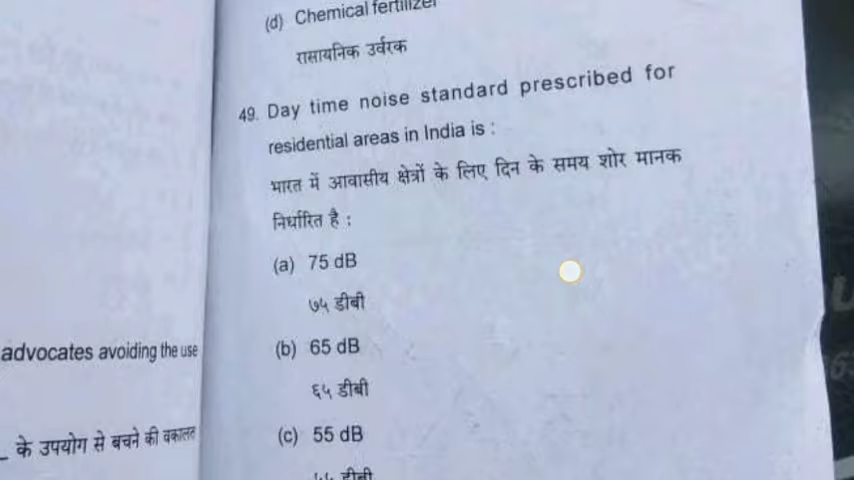 (d) Chemical fertilizer
रासायनिक उर्वरक
49. Day time noise standard prescribed for
residential areas in India is :
भारत में आवासीय क्षेत्रों के लिए दिन के समय शोर मानक
निर्धारित है :
(a) 75 dB
७५ डीबी
(b) 65 dB
६५ डीबी
(c) 55 dB
advocates avoiding the use
के उपयोग से बचने की वकालत